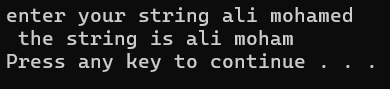 enter your string ali mohamed
 the string is ali moham
Press any key to continue . . .